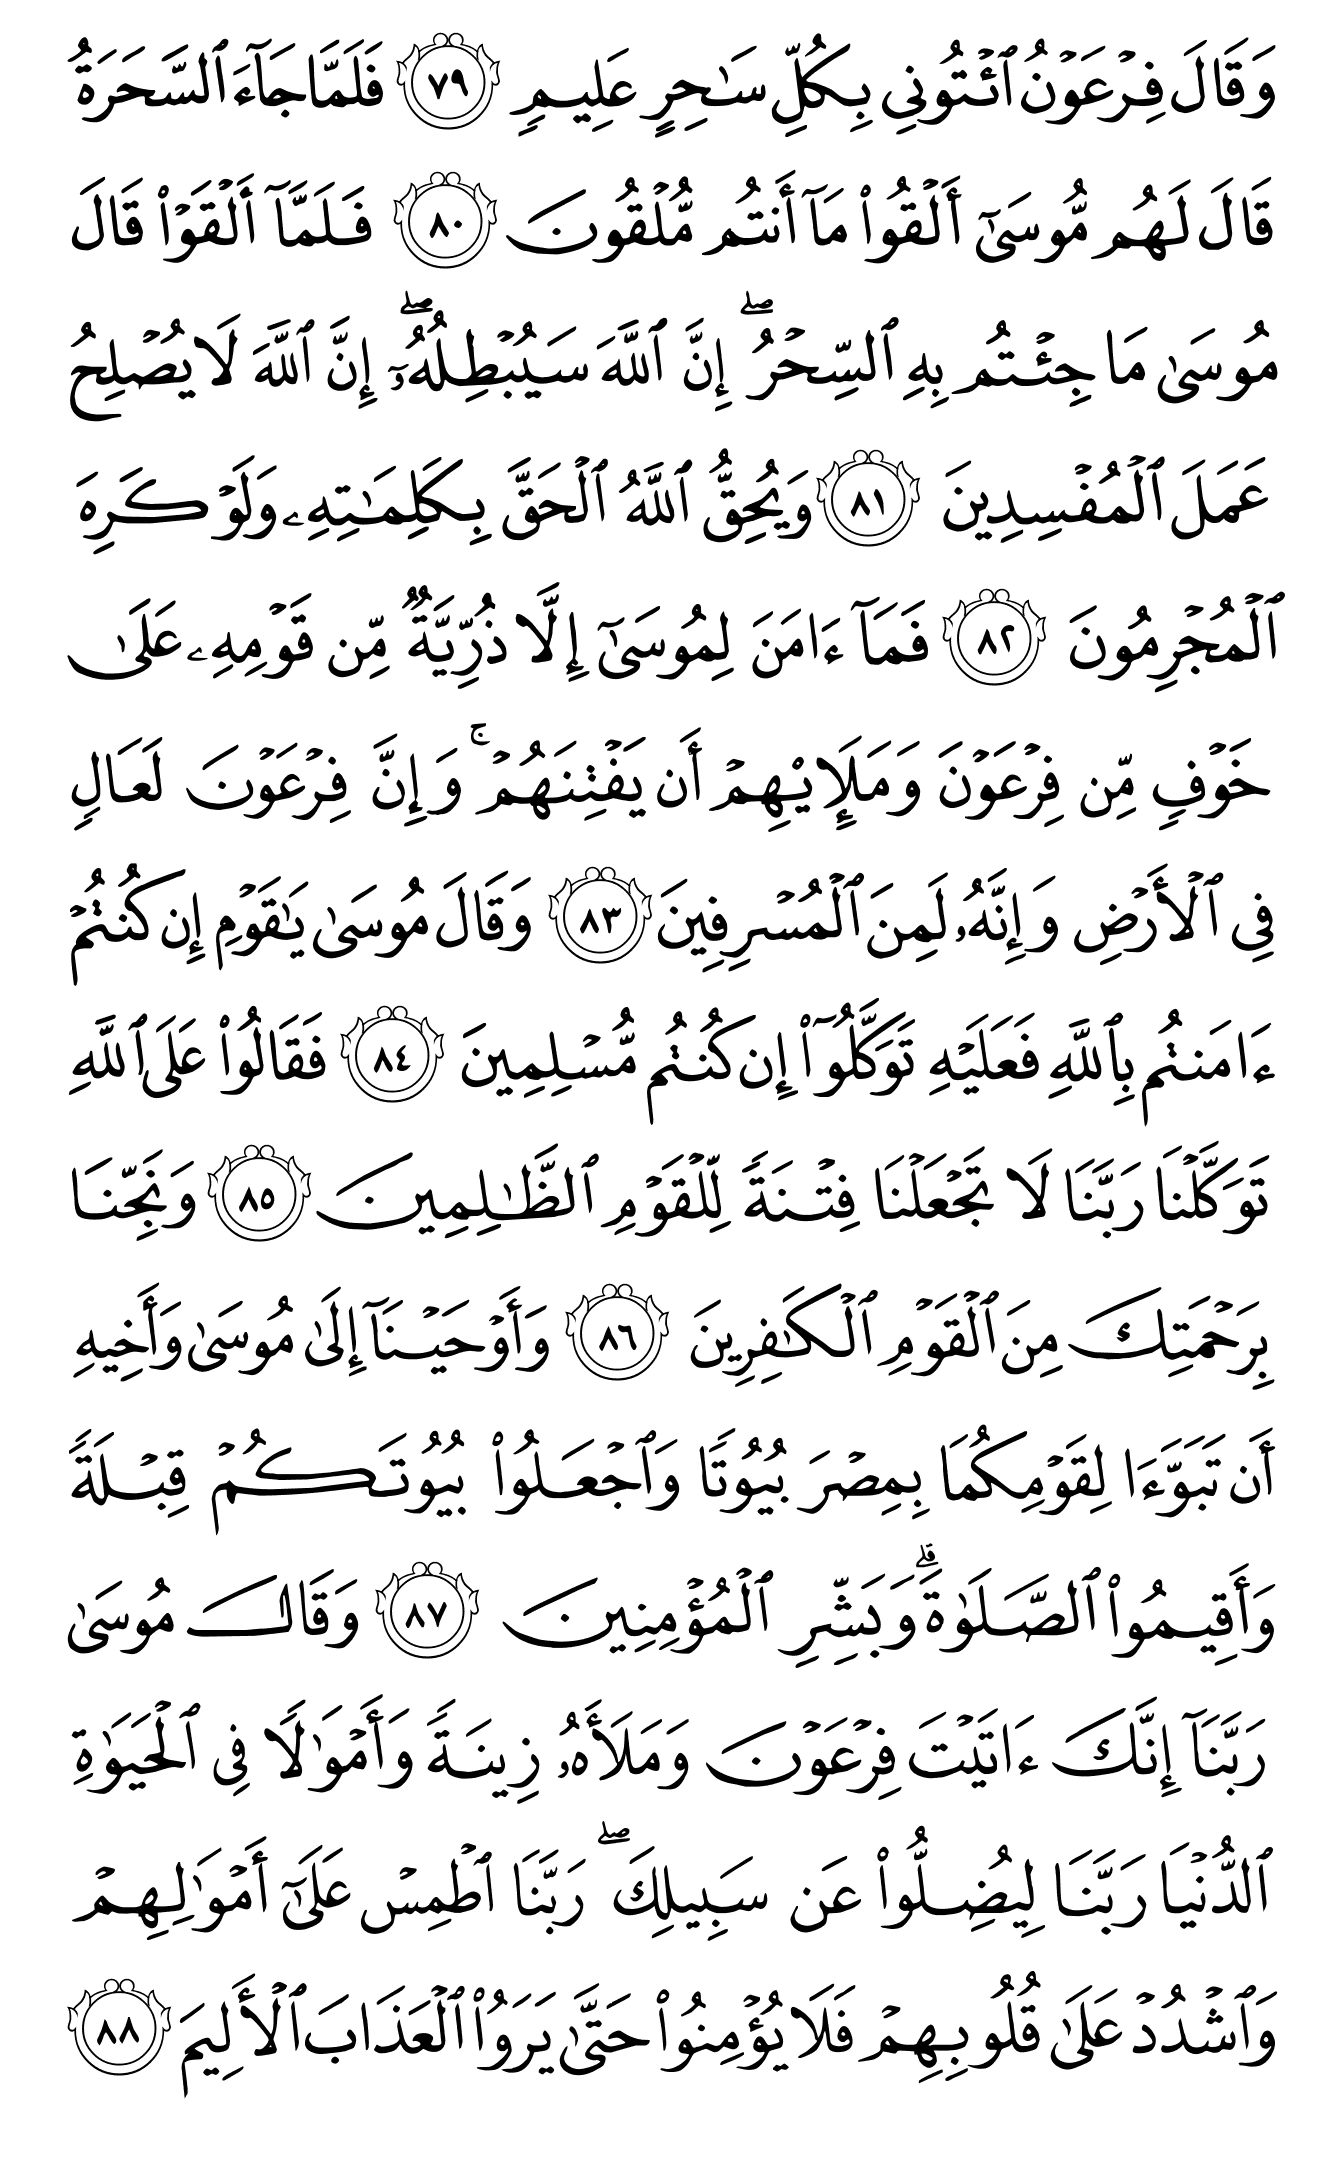 وَقَالَ فِرۡعَوۡنُ ٱئۡتُونِي بِكُلِّ سَٰحِرٍ عَلِيمٖ ٧٩ فَلَمَّا جَآءَ ٱلسَّحَرَةُ
قَالَ لَهُم مُّوسَىٰٓ أَلۡقُواْ مَآ أَنتُم مُّلۡقُونَ ٨٠ فَلَمَّآ أَلۡقَوۡاْ قَالَ
مُوسَىٰ مَا جِئۡتُم بِهِ ٱلسِّحۡرُۖ إِنَّ ٱللَّهَ سَيُبۡطِلُهُۥٓۖ إِنَّ ٱللَّهَ لَا يُصۡلِحُ
عَمَلَ ٱلۡمُفۡسِدِينَ ٨١ وَيُحِقُّ ٱللَّهُ ٱلۡحَقَّ بِكَلِمَٰتِهِۦ وَلَوۡ كَرِهَ
ٱلۡمُجۡرِمُونَ ٨٢ فَمَآ ءَامَنَ لِمُوسَىٰٓ إِلَّا ذُرِّيَّةٞ مِّن قَوۡمِهِۦ عَلَىٰ
خَوۡفٖ مِّن فِرۡعَوۡنَ وَمَلَإِيْهِمۡ أَن يَفۡتِنَهُمۡۚ وَإِنَّ فِرۡعَوۡنَ لَعَالٖ
فِي ٱلۡأَرۡضِ وَإِنَّهُۥ لَمِنَ ٱلۡمُسۡرِفِينَ ٨٣ وَقَالَ مُوسَىٰ يَٰقَوۡمِ إِن كُنتُمۡ
ءَامَنتُم بِٱللَّهِ فَعَلَيۡهِ تَوَكَّلُوٓاْ إِن كُنتُم مُّسۡلِمِينَ ٨٤ فَقَالُواْ عَلَى ٱللَّهِ
تَوَكَّلۡنَا رَبَّنَا لَا تَجۡعَلۡنَا فِتۡنَةٗ لِّلۡقَوۡمِ ٱلظَّٰلِمِينَ ٨٥ وَنَجِّنَا
بِرَحۡمَتِكَ مِنَ ٱلۡقَوۡمِ ٱلۡكَٰفِرِينَ ٨٦ وَأَوۡحَيۡنَآ إِلَىٰ مُوسَىٰ وَأَخِيهِ
أَن تَبَوَّءَا لِقَوۡمِكُمَا بِمِصۡرَ بُيُوتٗا وَٱجۡعَلُواْ بُيُوتَكُمۡ قِبۡلَةٗ
وَأَقِيمُواْ ٱلصَّلَوٰةَۗ وَبَشِّرِ ٱلۡمُؤۡمِنِينَ ٨٧ وَقَالَ مُوسَىٰ
رَبَّنَآ إِنَّكَ ءَاتَيۡتَ فِرۡعَوۡنَ وَمَلَأَهُۥ زِينَةٗ وَأَمۡوَٰلٗا فِي ٱلۡحَيَوٰةِ
ٱلدُّنۡيَا رَبَّنَا لِيُضِلُّواْ عَن سَبِيلِكَۖ رَبَّنَا ٱطۡمِسۡ عَلَىٰٓ أَمۡوَٰلِهِمۡ
وَٱشۡدُدۡ عَلَىٰ قُلُوبِهِمۡ فَلَا يُؤۡمِنُواْ حَتَّىٰ يَرَوُاْ ٱلۡعَذَابَ ٱلۡأَلِيمَ ٨٨